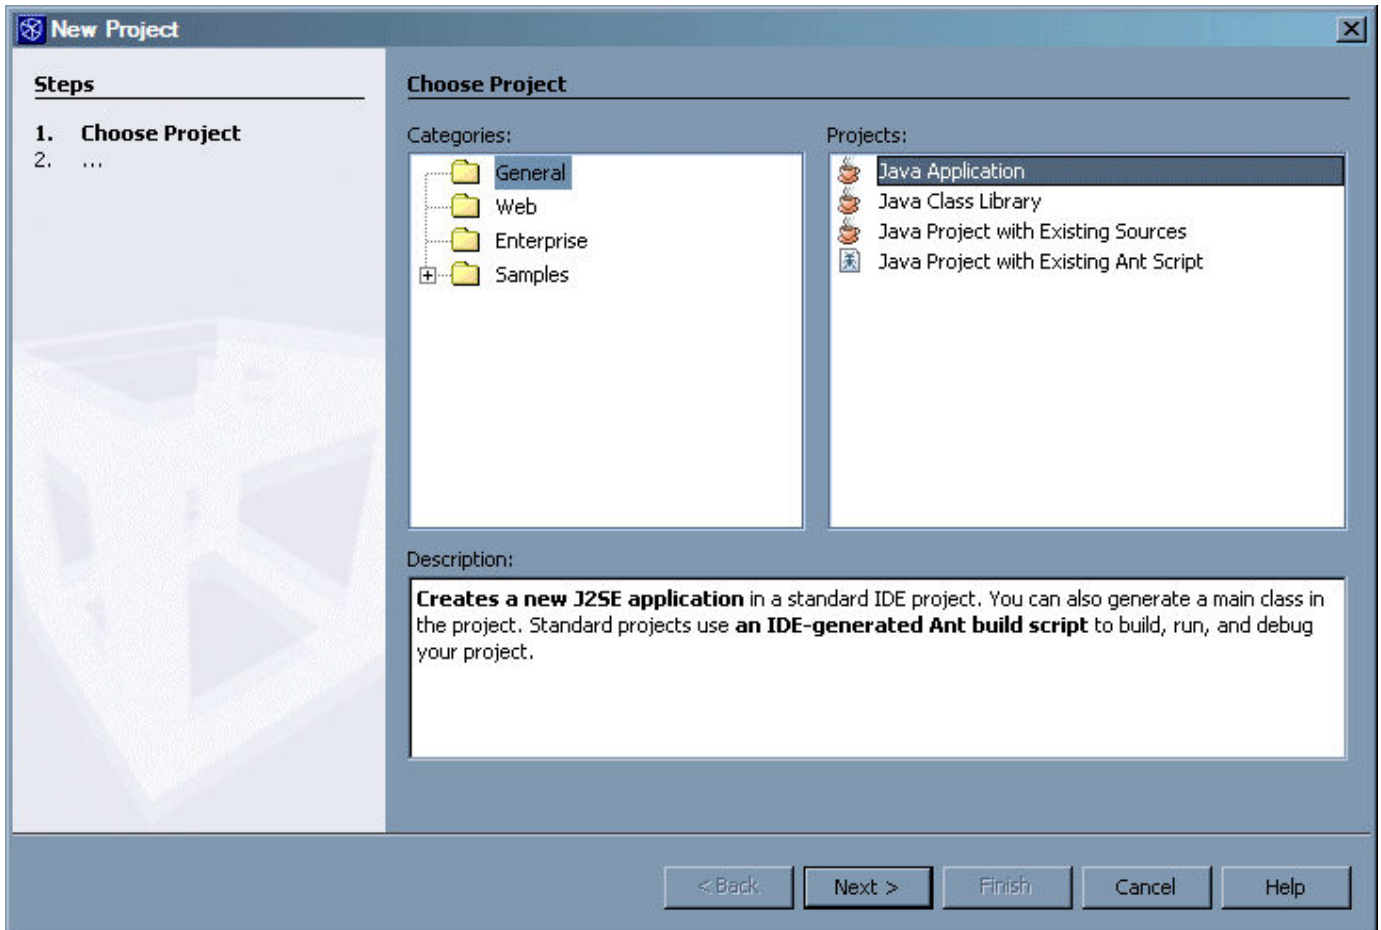 New Project
Steps
1. Choose Project
2. ...
Choose Project
Categories:
General
Web
Enterprise
Samples
Projects:
Java Application
Java Class Library
Java Project with Existing Sources
Java Project with Existing Ant Script
Description:
Creates a new J2SE application in a standard IDE project. You can also generate a main class in
the project. Standard projects use an IDE-generated Ant build script to build, run, and debug
your project.
< Back
Next >
Finish
Cancel
Help